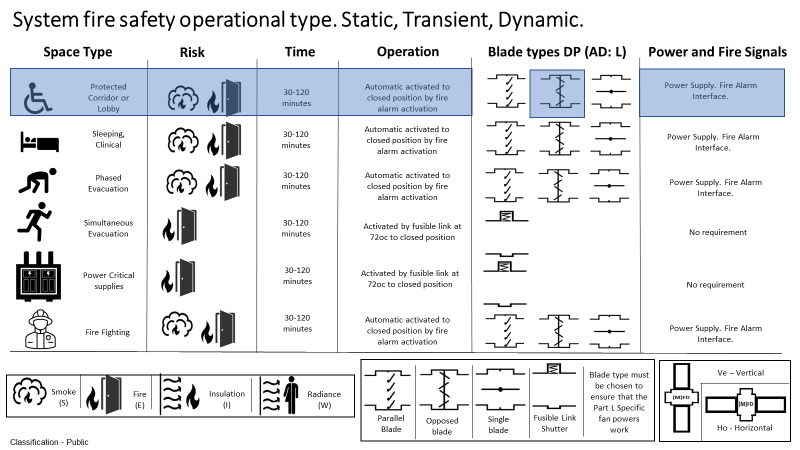 System fire safety operational type. Static, Transient, Dynamic.
Space Type Risk Time Operation Blade types DP (AD: L) Power and Fire Signals
Protected
Corridor or
Lobby
30-120
minutes
Automatic activated to
closed position by fire
alarm activation
Power Supply. Fire Alarm
Interface.
Sleeping,
Clinical
30-120
minutes
Automatic activated to
closed position by fire
alarm activation
Power Supply. Fire Alarm
Interface.
Phased
Evacuation
30-120
minutes
Automatic activated to
closed position by fire
alarm activation
Power Supply. Fire Alarm
Interface.
Simultaneous
Evacuation
30-120
minutes
Activated by fusible link at
72oc to closed position
No requirement
Power Critical
supplies
30-120
minutes
Activated by fusible link at
72oc to closed position
No requirement
Fire Fighting
30-120
minutes
Automatic activated to
closed position by fire
alarm activation
Power Supply. Fire Alarm
Interface.
Smoke
(S)
Fire
(E)
Insulation
(I)
Radiance
(W)
Parallel
Blade
Opposed
blade
Single
blade
Fusible Link
Shutter
Blade type must
be chosen to
ensure that the
Part L Specific
fan powers
work
(M)FD
Ve – Vertical
(M)FD
Ho - Horizontal
Classification - Public